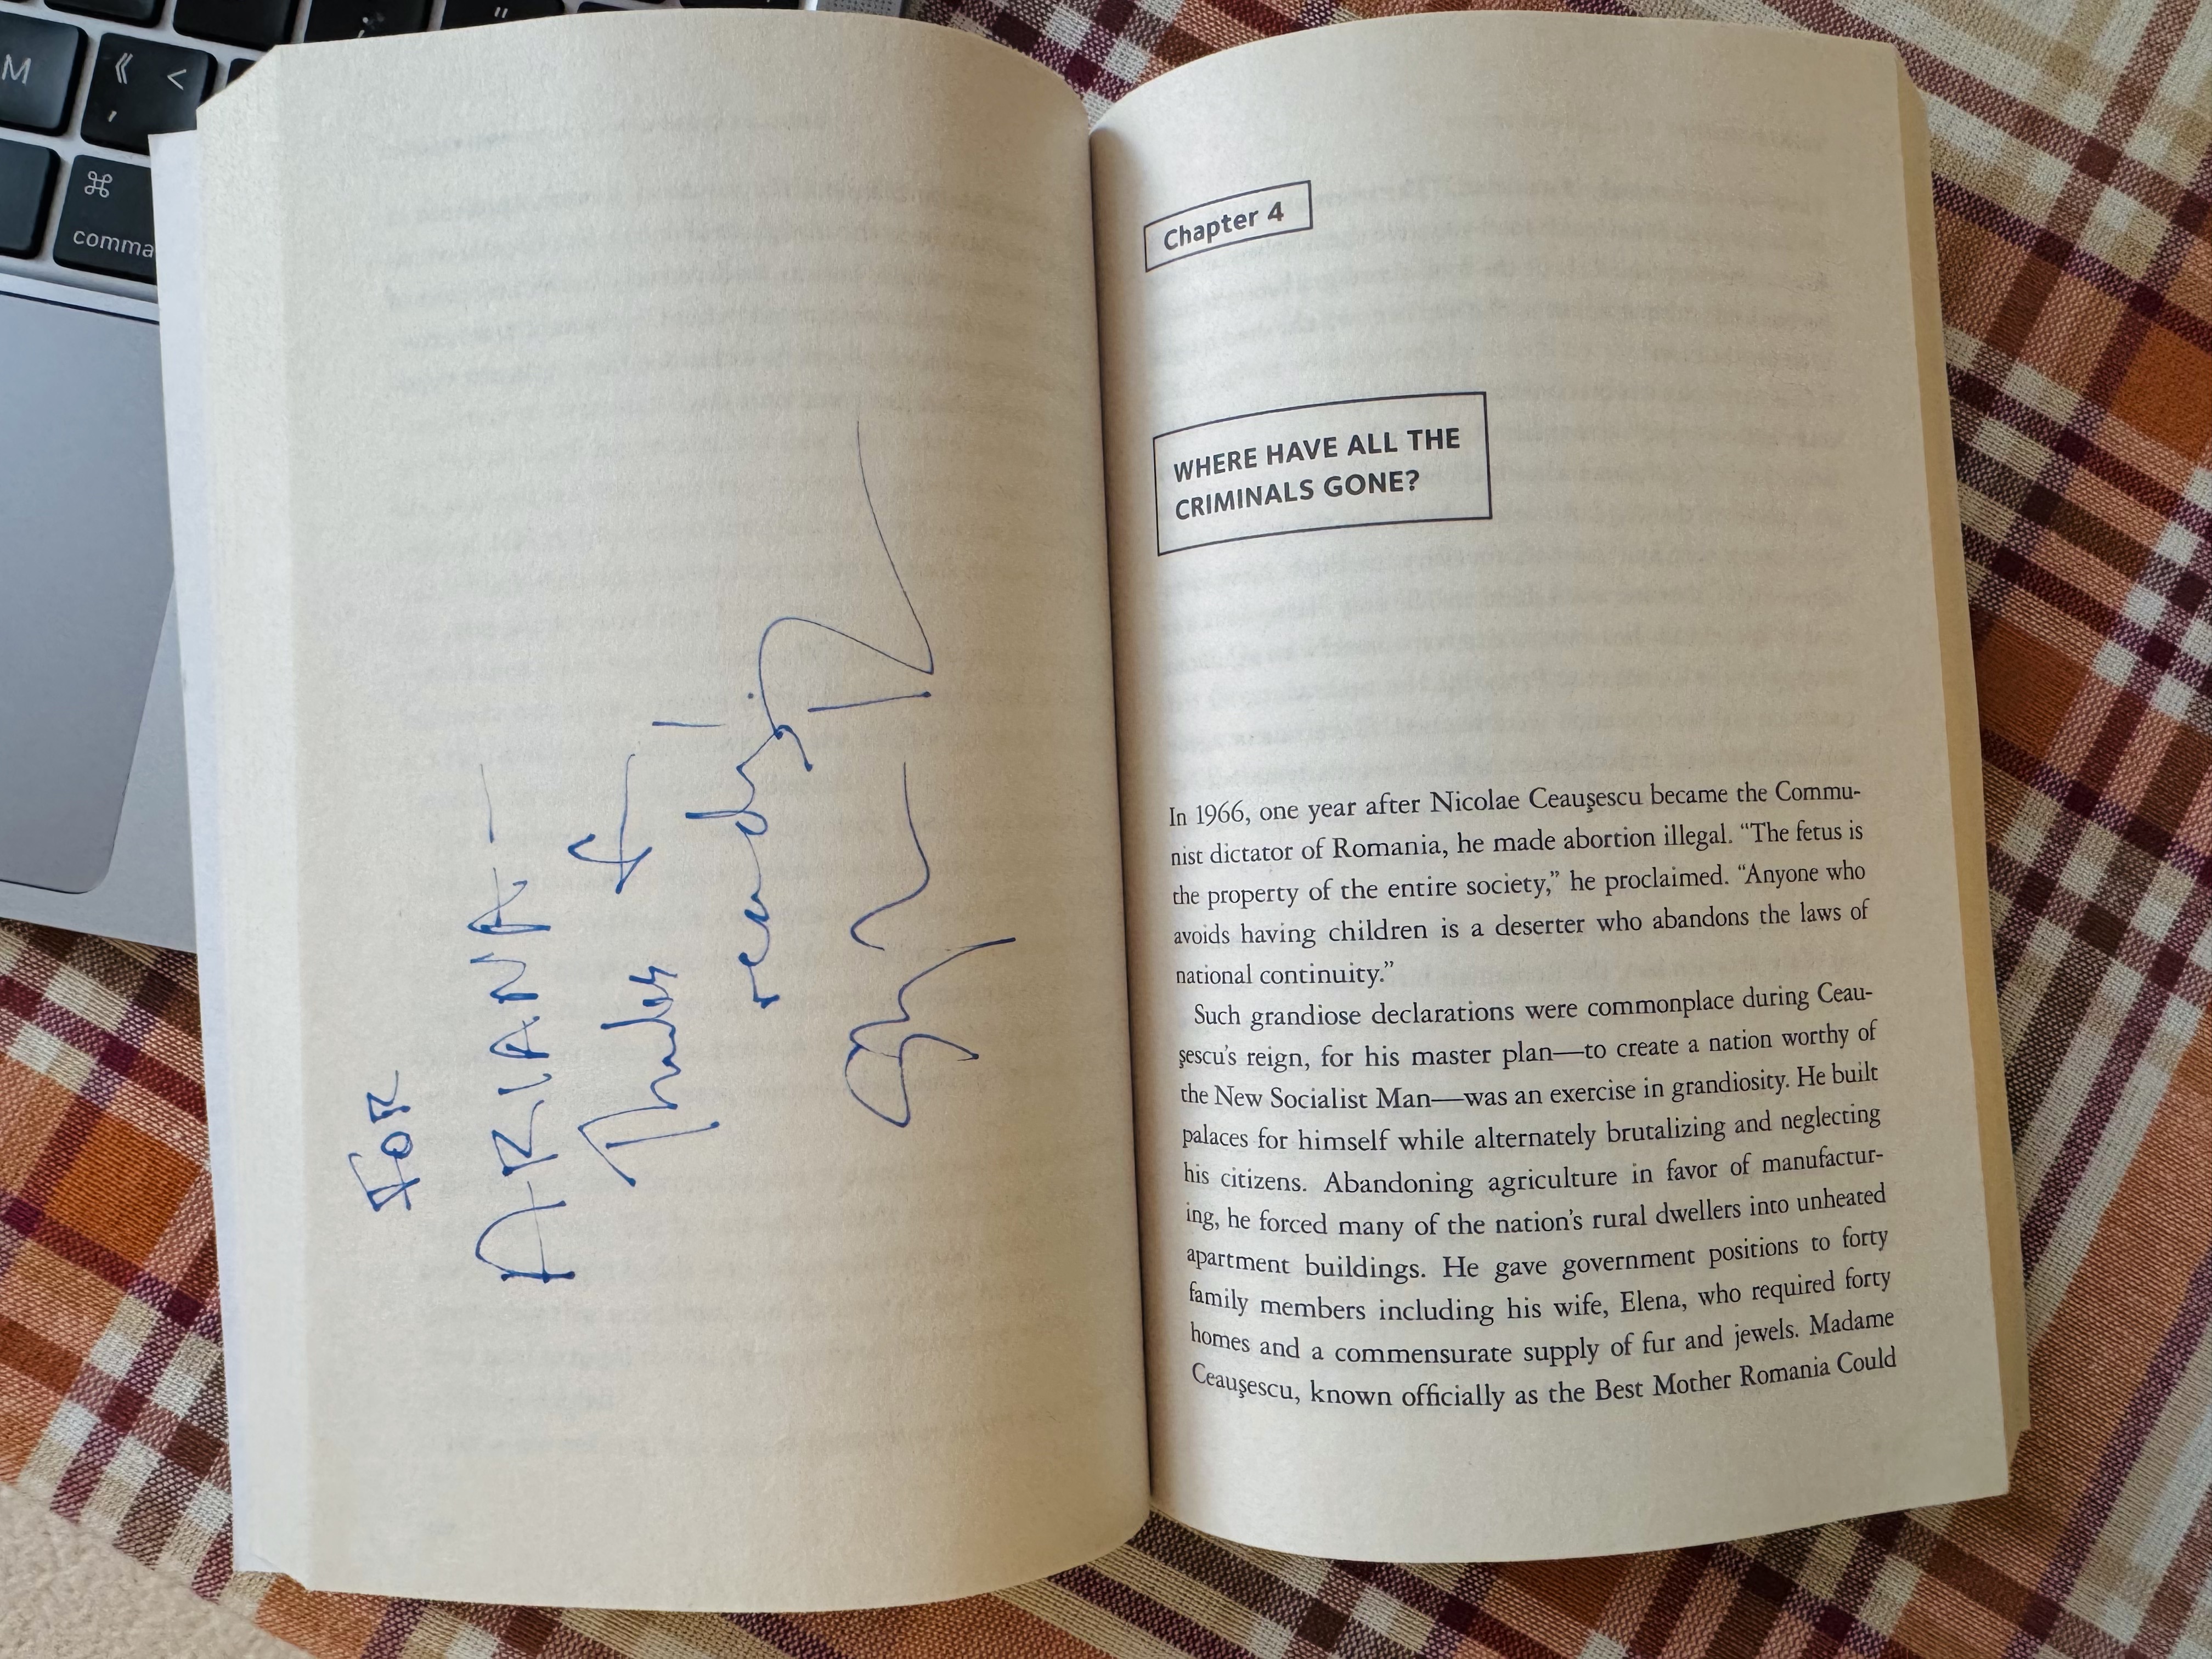 M
《 <
,
;
"
⌘
comma
FOR
ARIANA -
Thanks f
reading!
Chapter 4
WHERE HAVE ALL THE
CRIMINALS GONE?
In 1966, one year after Nicolae Ceauşescu became the Commu-
nist dictator of Romania, he made abortion illegal. “The fetus is
the property of the entire society,” he proclaimed. “Anyone who
avoids having children is a deserter who abandons the laws of
national continuity.”
Such grandiose declarations were commonplace during Ceau-
şescu’s reign, for his master plan—to create a nation worthy of
the New Socialist Man—was an exercise in grandiosity. He built
palaces for himself while alternately brutalizing and neglecting
his citizens. Abandoning agriculture in favor of manufactur-
ing, he forced many of the nation’s rural dwellers into unheated
apartment buildings. He gave government positions to forty
family members including his wife, Elena, who required forty
homes and a commensurate supply of fur and jewels. Madame
Ceauşescu, known officially as the Best Mother Romania Could